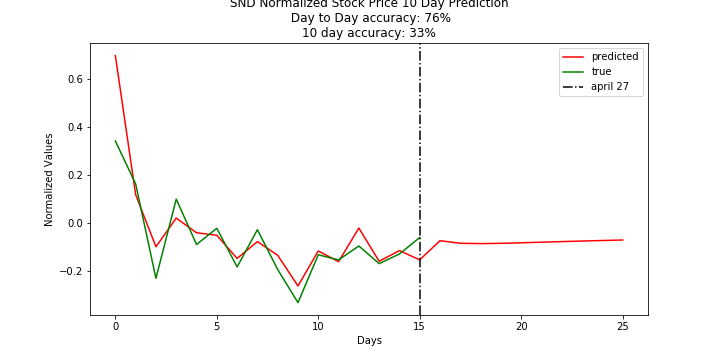 SND Normalized Stock Price 10 Day Prediction
Day to Day accuracy: 76%
10 day accuracy: 33%
predicted
true
april 27
Normalized Values
0.6
0.4
0.2
0.0
−0.2
0
5
10
15
20
25
Days